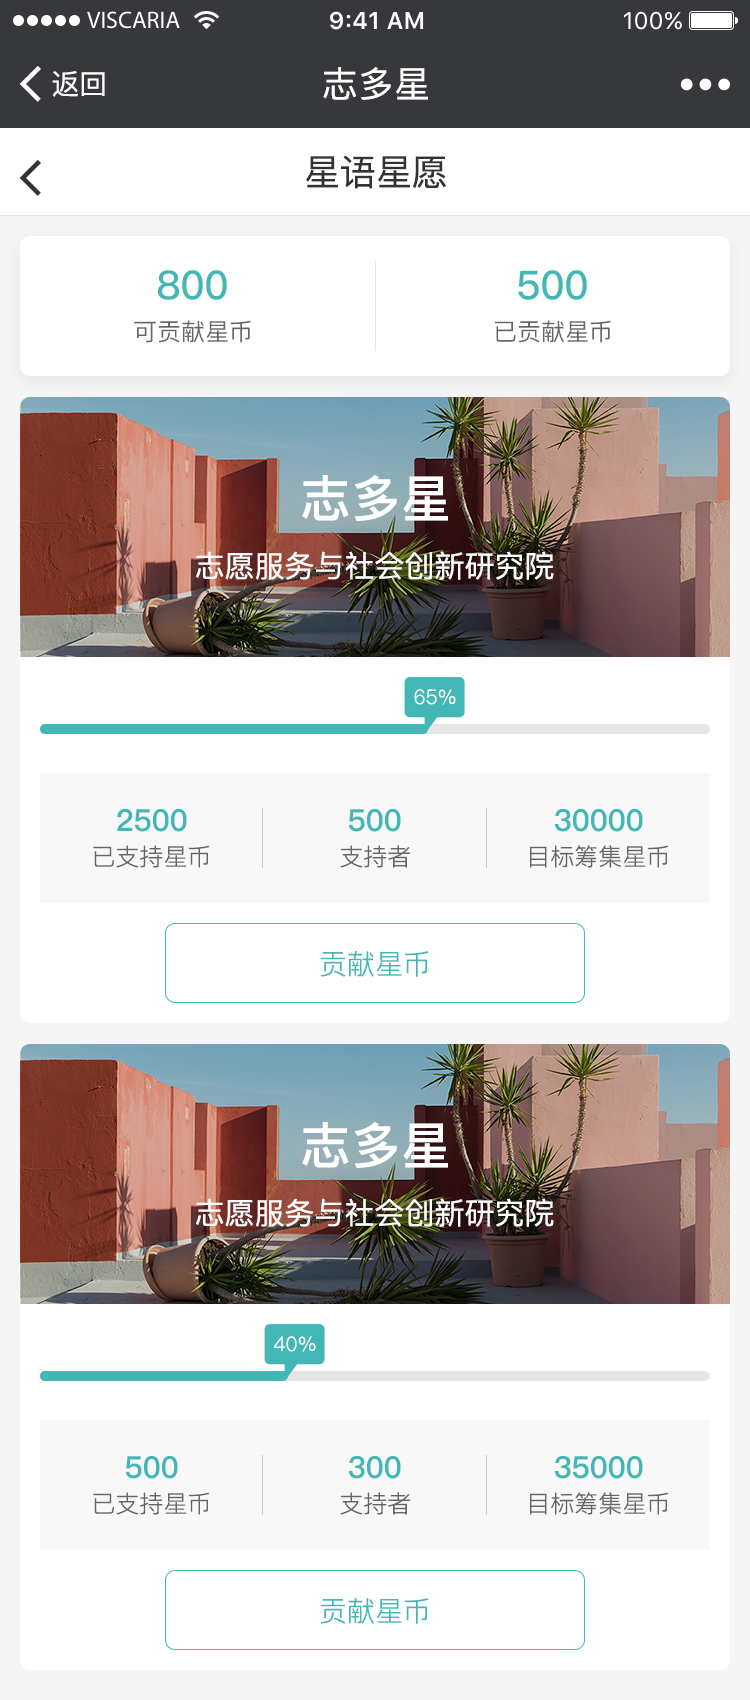 VISCARIA 9:41 AM 100%
返回 志多星
星语星愿
800 500
可贡献星币 已贡献星币
志多星
志愿服务与社会创新研究院
65%
2500 500 30000
已支持星币 支持者 目标筹集星币
贡献星币
志多星
志愿服务与社会创新研究院
40%
500 300 35000
已支持星币 支持者 目标筹集星币
贡献星币